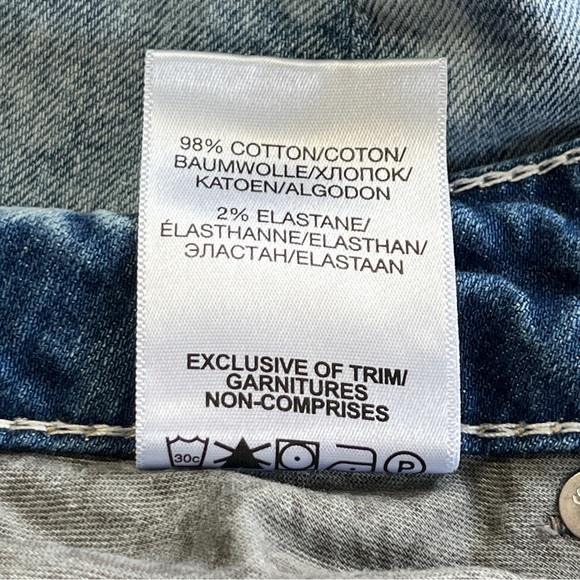 98% COTTON/COTON/
BAUMWOLLE/ХЛОПОК/
KATOEN/ALGODON
2% ELASTANE/
ÉLASTHANNE/ELASTHAN/
ЭЛАСТАН/ELASTAAN
EXCLUSIVE OF TRIM/
GARNITURES
NON-COMPRISES
30c P